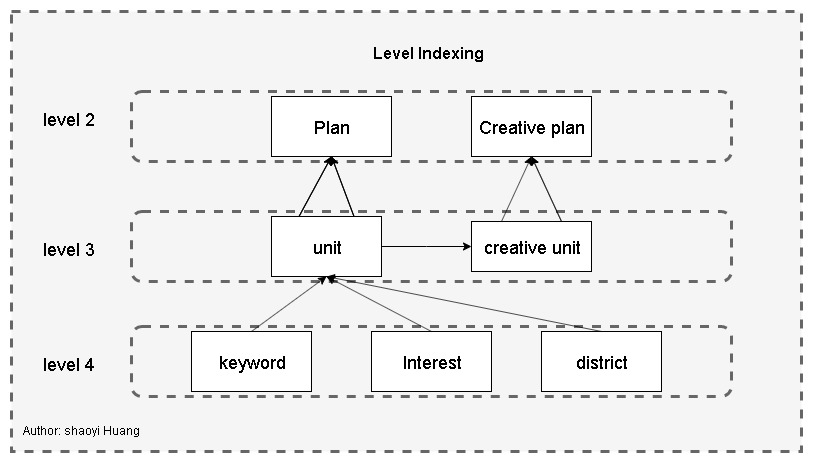 Level Indexing
level 2
Plan
Creative plan
level 3
unit
creative unit
level 4
keyword
Interest
district
Author: shaoyi Huang